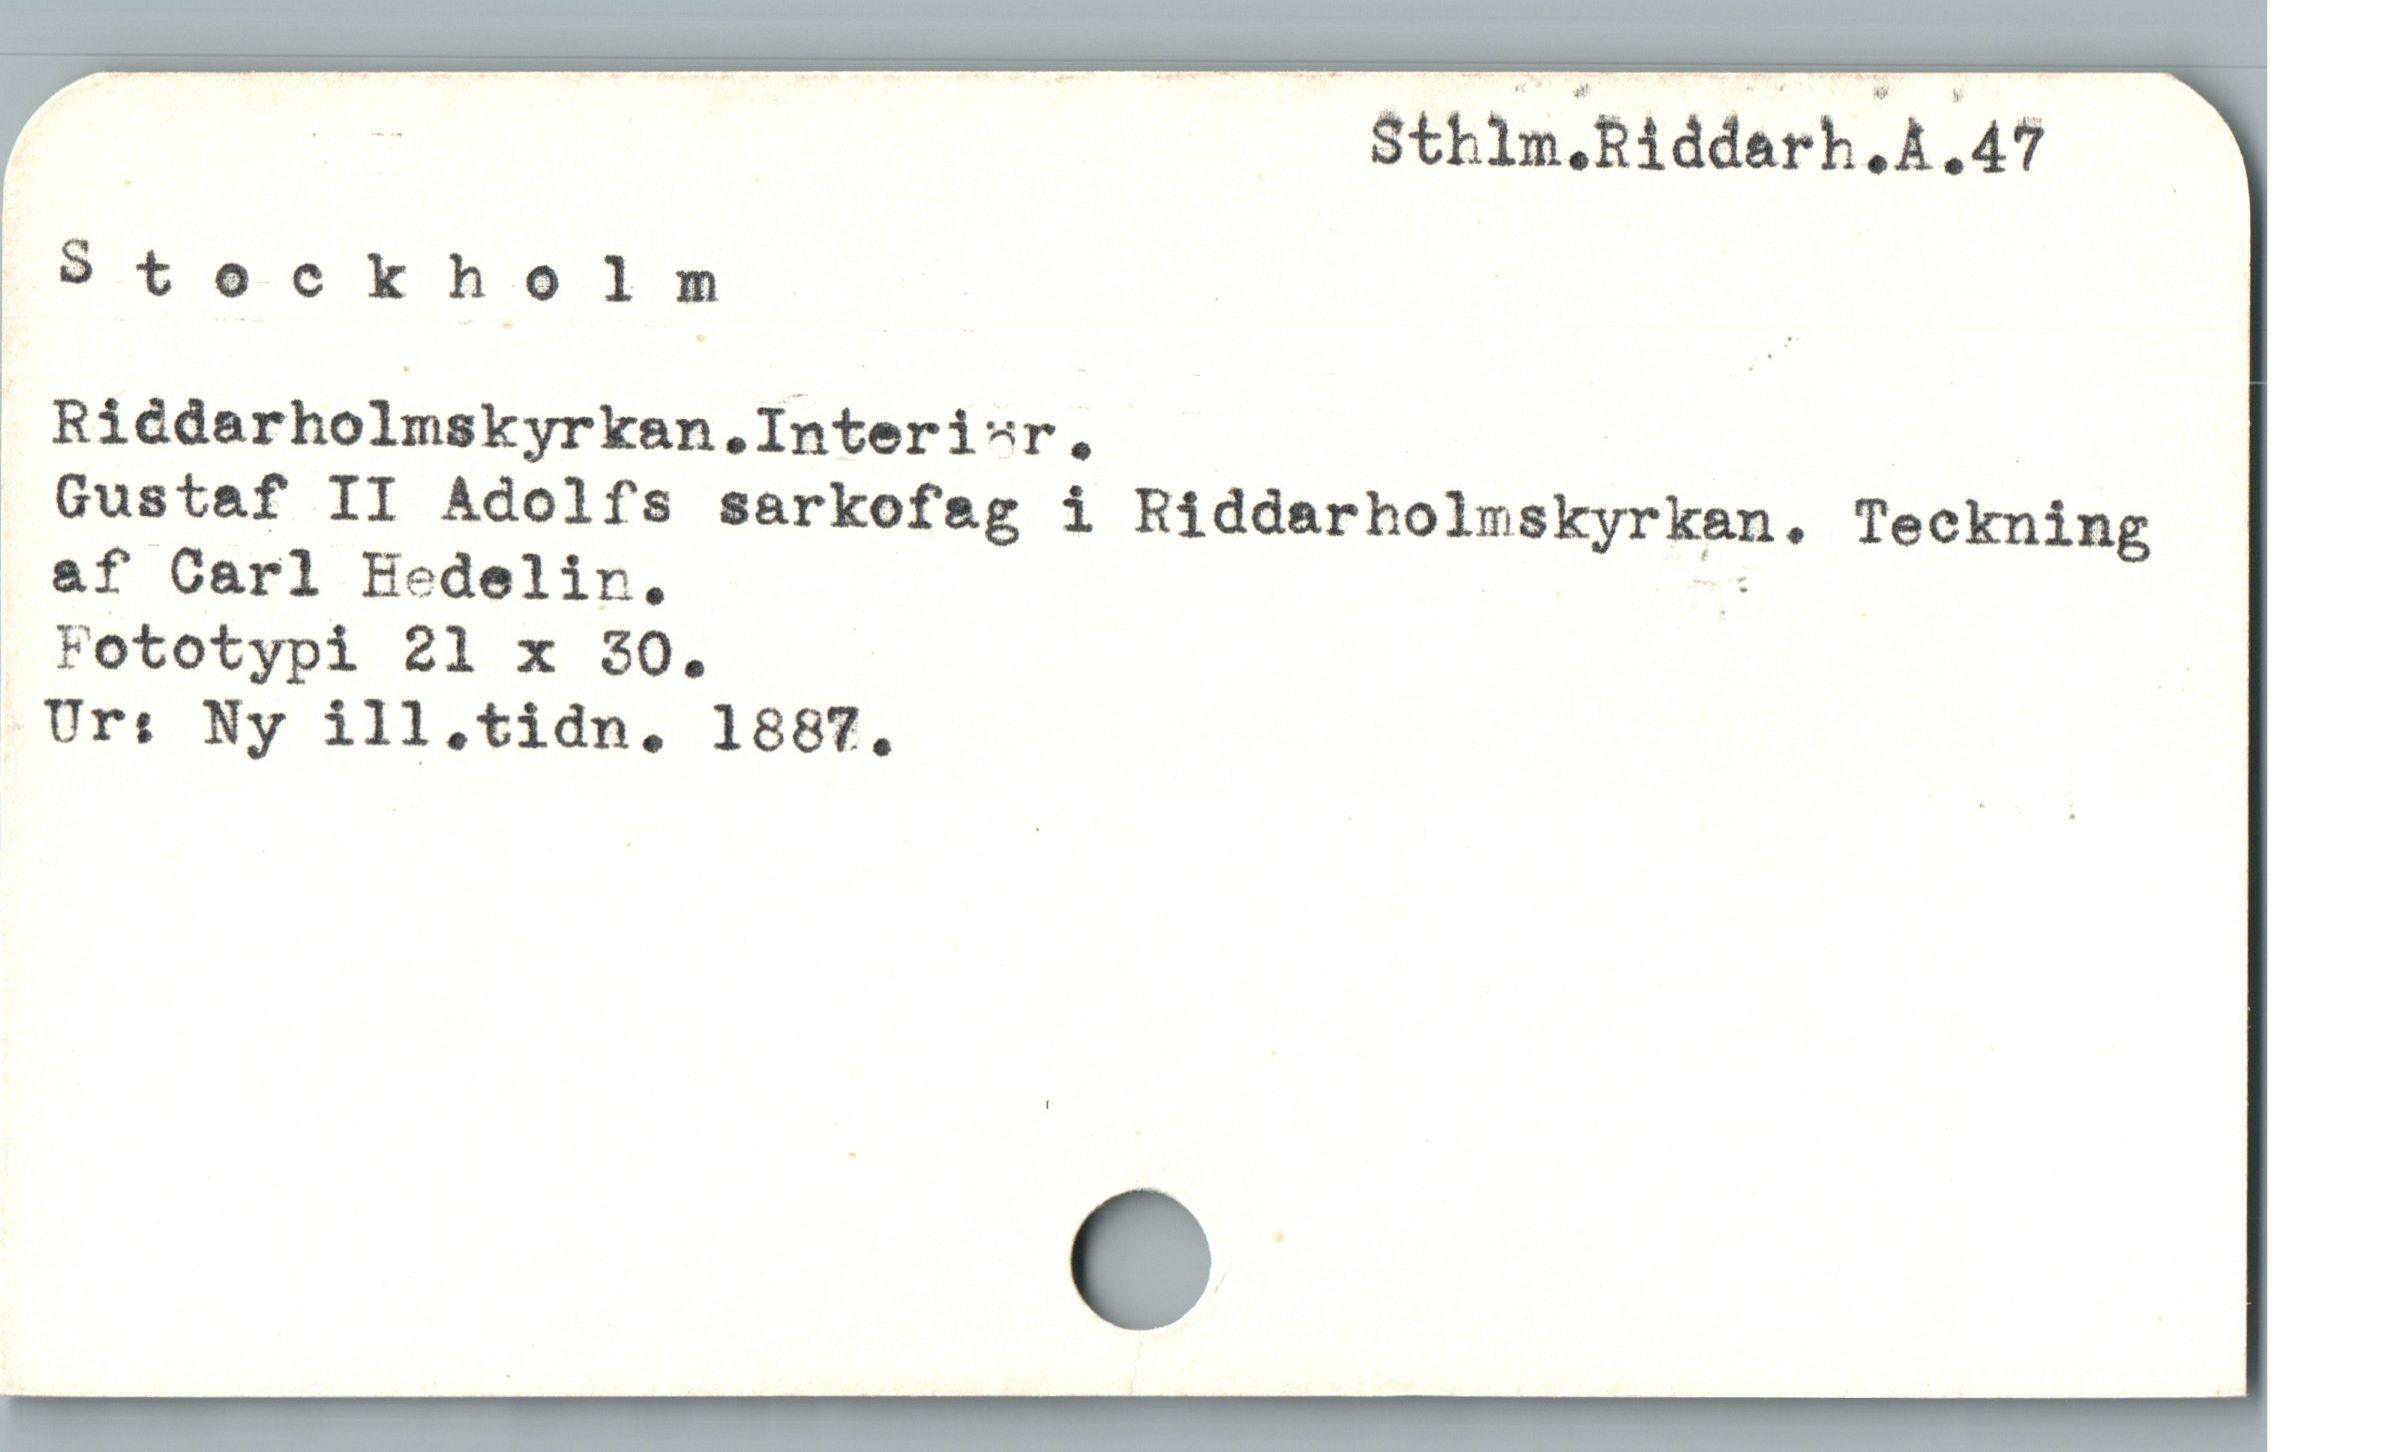 Sthlm.Riddarh.A.47
S t o c k h o l m
Riddarholmskyrkan.Interiör.
Gustaf II Adolfs sarkofag i Riddarholmskyrkan. Teckning
af Carl Hedelin.
Fototypi 21 x 30.
Ur: Ny ill.tidn. 1887.